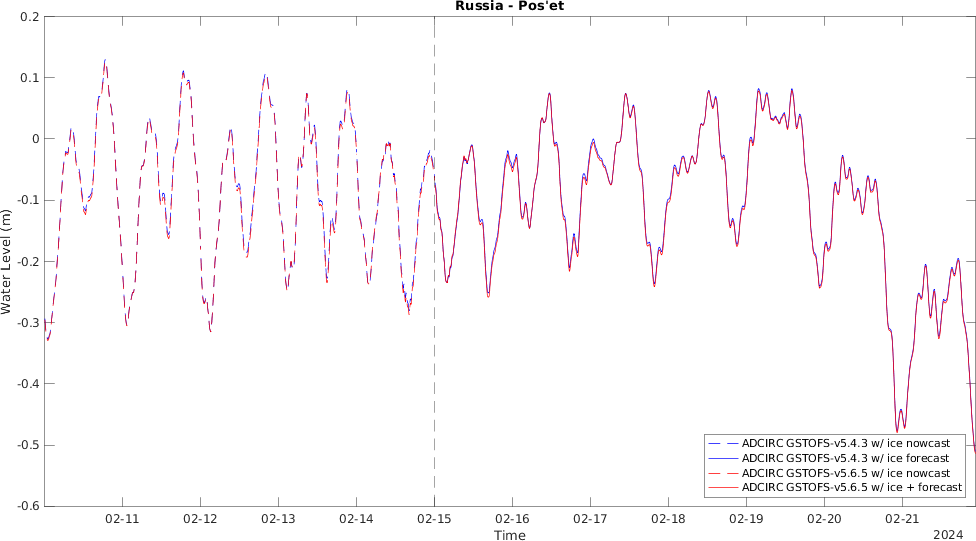 Russia - Pos'et
0.2
0.1
0
-0.1
-0.2
-0.3
-0.4
-0.5
-0.6
Water Level (m)
ADCIRC GSTOFS-v5.4.3 w/ ice nowcast
ADCIRC GSTOFS-v5.4.3 w/ ice forecast
ADCIRC GSTOFS-v5.6.5 w/ ice nowcast
ADCIRC GSTOFS-v5.6.5 w/ ice + forecast
02-11 02-12 02-13 02-14 02-15 02-16 02-17 02-18 02-19 02-20 02-21
Time
2024